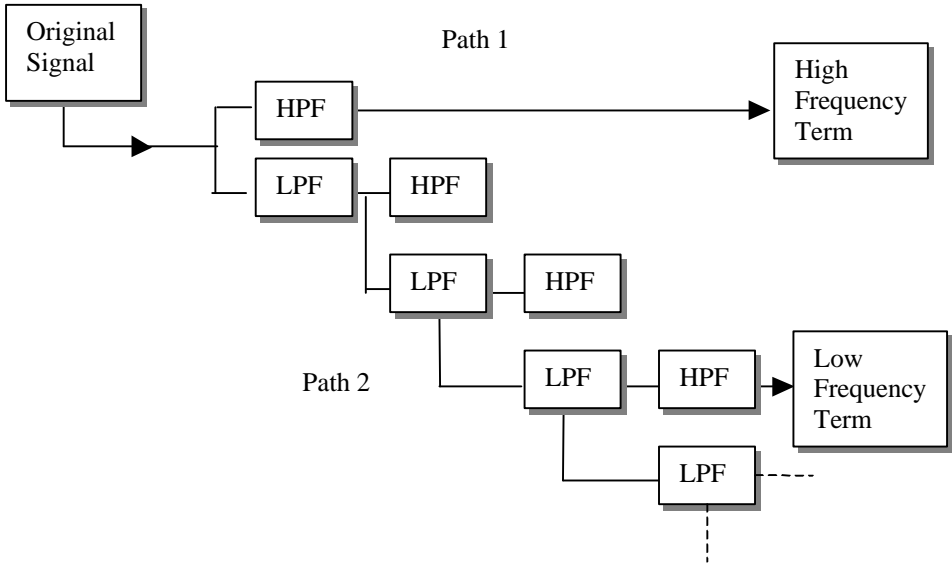 Original
Signal
Path 1
High
Frequency
Term
HPF
LPF
HPF
LPF
HPF
Path 2
LPF
HPF
Low
Frequency
Term
LPF